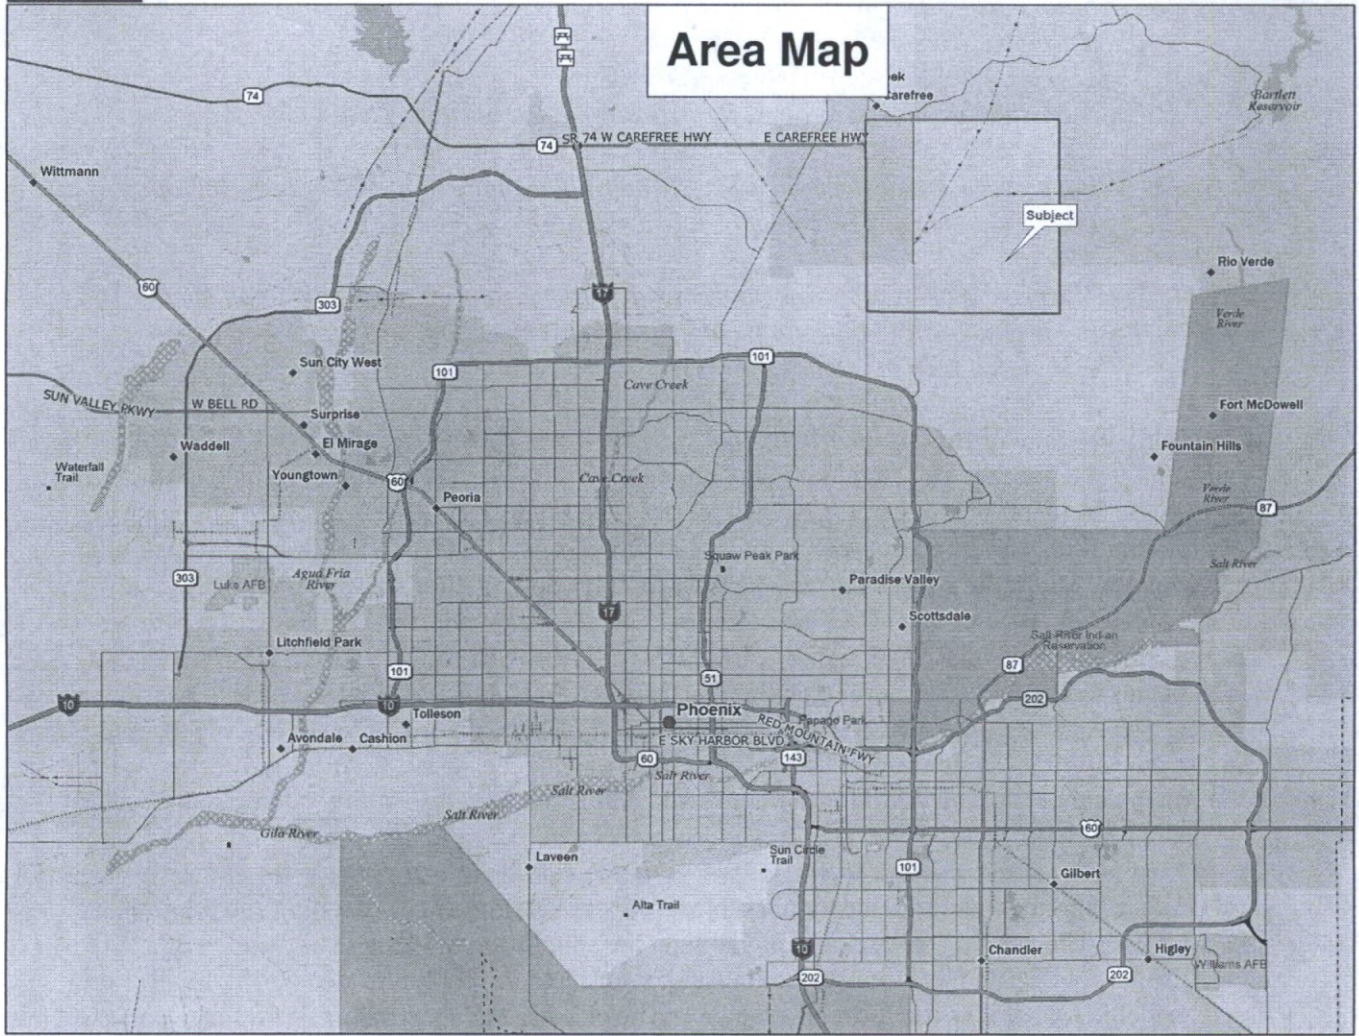 Area Map
eek
Carefree
Bartlett
Reservoir
74
SR 74 W CAREFREE HWY
E CAREFREE HWY
74
Wittmann
Subject
Rio Verde
60
17
303
Verde
River
Sun City West
101
101
Cave Creek
SUN VALLEY PKWY
W BELL RD
Surprise
Fort McDowell
Waddell
El Mirage
Fountain Hills
Waterfall
Trail
Youngtown
60
Cave Creek
Peoria
Verde
River
87
Squaw Peak Park
Salt River
303
Luke AFB
Agua Fria
River
Paradise Valley
17
Scottsdale
Litchfield Park
Salt River Indian
Reservation
87
101
51
202
10
10
Tolleson
Phoenix
Papago Park
RED MOUNTAIN FWY
Avondale
Cashion
E SKY HARBOR BLVD
60
143
Salt River
Salt River
Salt River
Gila River
60
Laveen
Sun Circle
Trail
101
Gilbert
Alta Trail
10
Chandler
Higley
Williams AFB
202
202